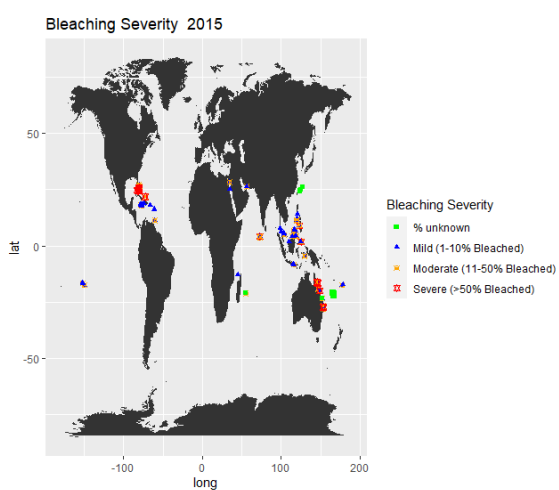 Bleaching Severity 2015
50
0
-50
lat
-100
0
100
200
long
Bleaching Severity
% unknown
Mild (1-10% Bleached)
Moderate (11-50% Bleached)
Severe (>50% Bleached)